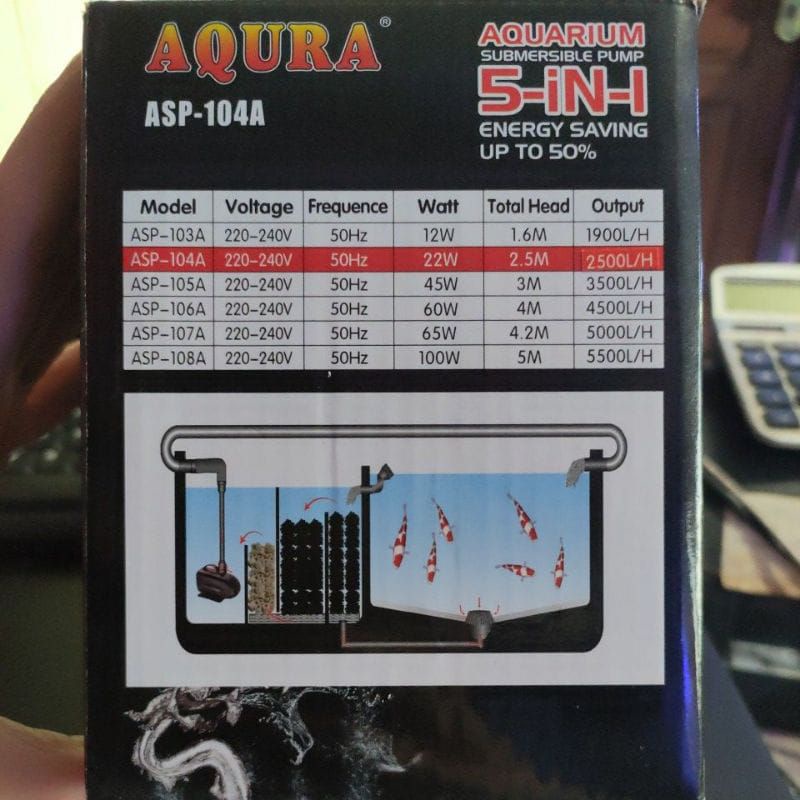 AQURA®
ASP-104A
AQUARIUM
SUBMERSIBLE PUMP
5-iN-1
ENERGY SAVING
UP TO 50%
Model Voltage Frequence Watt Total Head Output
ASP-103A 220-240V 50Hz 12W 1.6M 1900L/H
ASP-104A 220-240V 50Hz 22W 2.5M 2500L/H
ASP-105A 220-240V 50Hz 45W 3M 3500L/H
ASP-106A 220-240V 50Hz 60W 4M 4500L/H
ASP-107A 220-240V 50Hz 65W 4.2M 5000L/H
ASP-108A 220-240V 50Hz 100W 5M 5500L/H